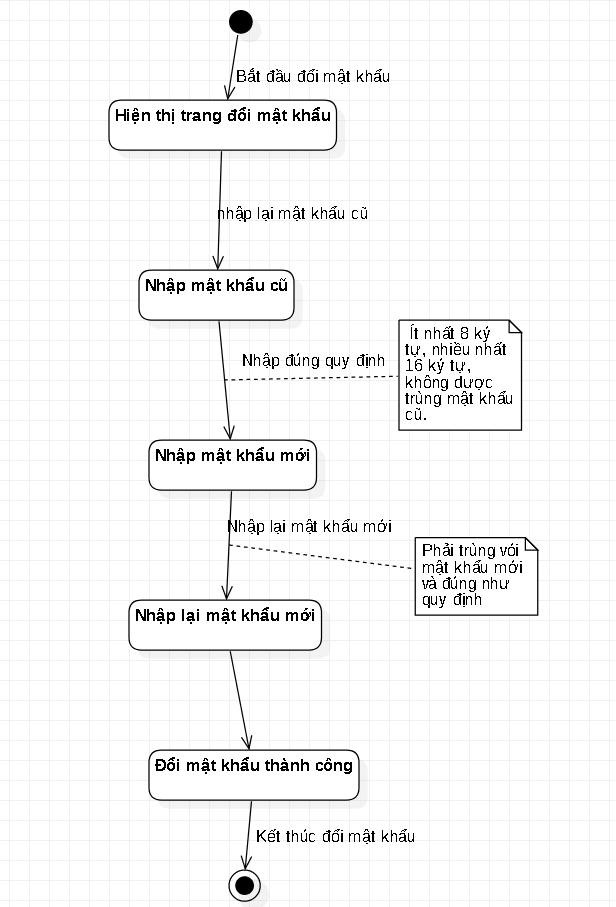 Bắt đầu đổi mật khẩu
Hiện thị trang đổi mật khẩu
nhập lại mật khẩu cũ
Nhập mật khẩu cũ
Nhập đúng quy định
Ít nhất 8 ký
tự, nhiều nhất
16 ký tự,
không dược
trùng mật khẩu
cũ.
Nhập mật khẩu mới
Nhập lại mật khẩu mới
Phải trùng vói
mật khẩu mới
và đúng như
quy định
Nhập lại mật khẩu mới
Đổi mật khẩu thành công
Kết thúc đổi mật khẩu